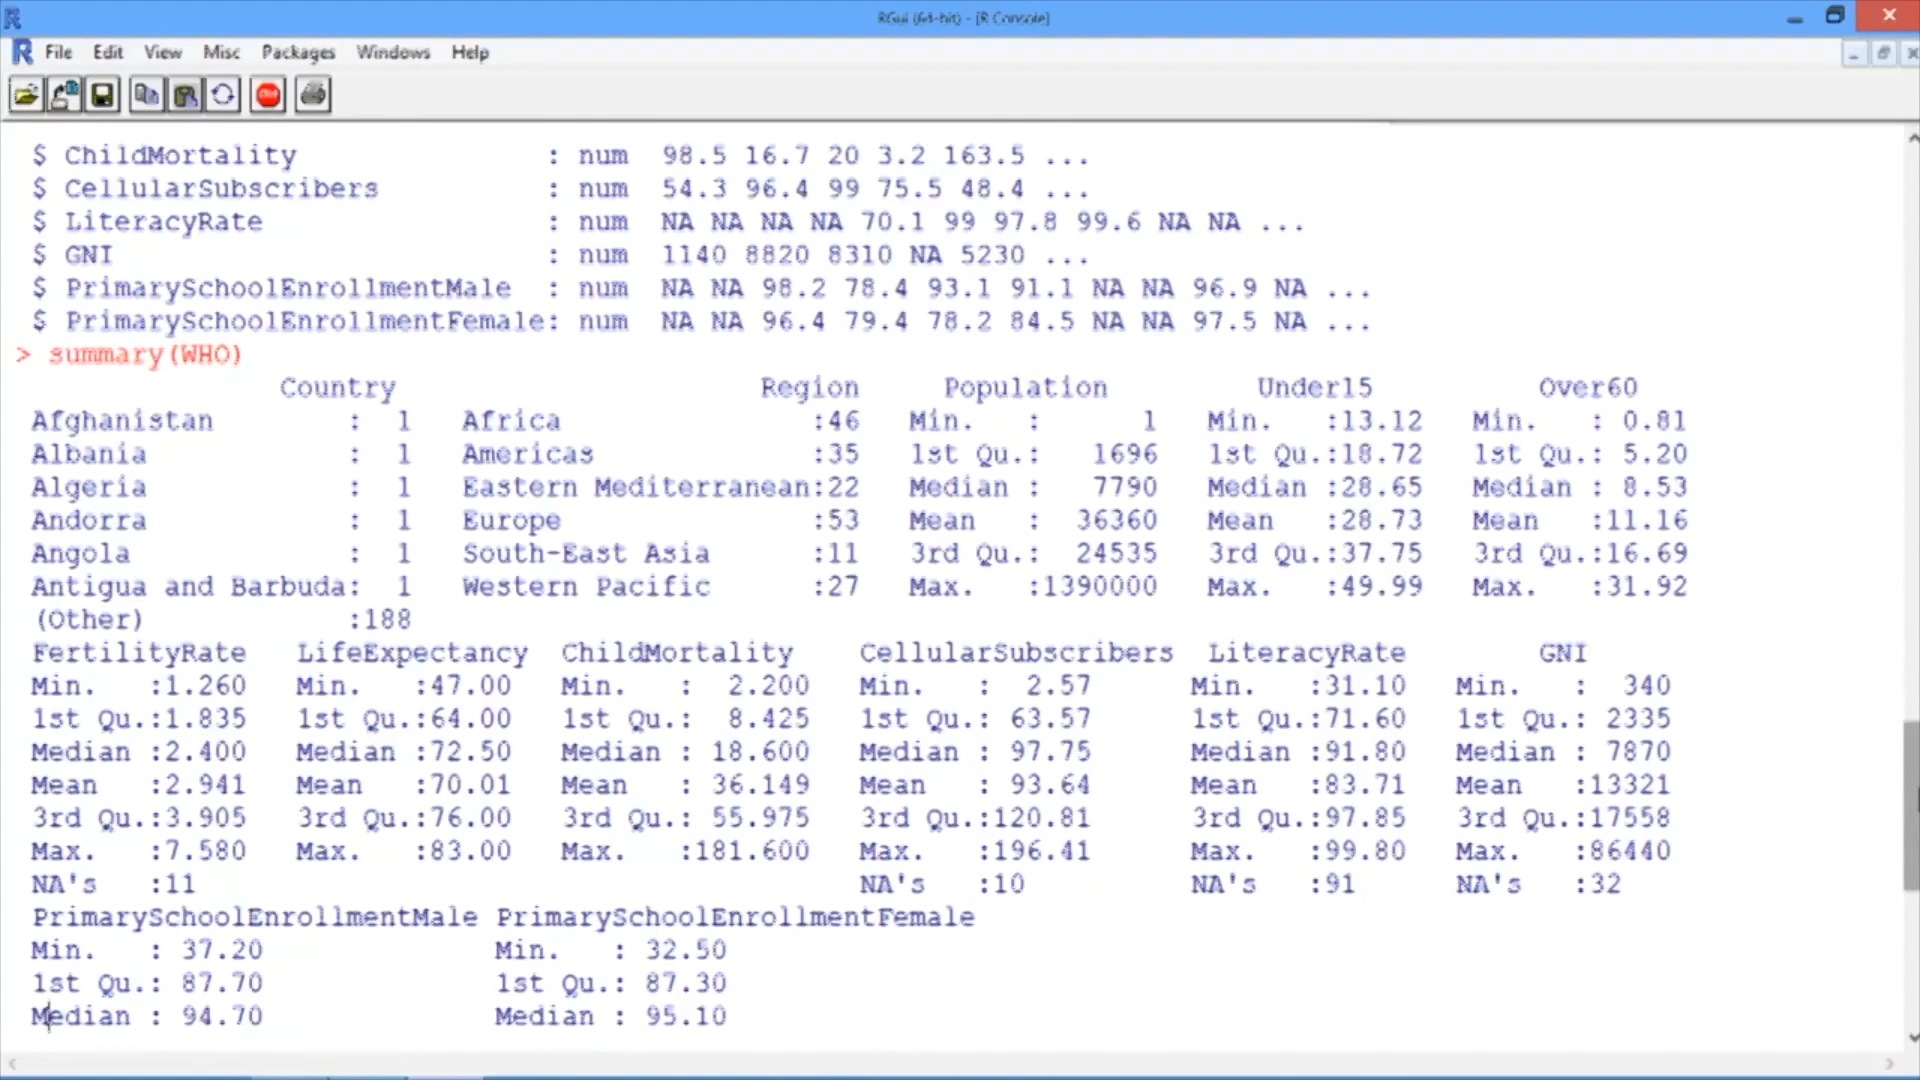 RGui (64-bit) - [R Console]
File Edit View Misc Packages Windows Help
$ ChildMortality : num 98.5 16.7 20 3.2 163.5 ...
$ CellularSubscribers : num 54.3 96.4 99 75.5 48.4 ...
$ LiteracyRate : num NA NA NA NA 70.1 99 97.8 99.6 NA NA ...
$ GNI : num 1140 8820 8310 NA 5230 ...
$ PrimarySchoolEnrollmentMale : num NA NA 98.2 78.4 93.1 91.1 NA NA 96.9 NA ...
$ PrimarySchoolEnrollmentFemale: num NA NA 96.4 79.4 78.2 84.5 NA NA 97.5 NA ...
> summary(WHO)
Country Region Population Under15 Over60
Afghanistan : 1 Africa :46 Min. : 1 Min. :13.12 Min. : 0.81
Albania : 1 Americas :35 1st Qu.: 1696 1st Qu.:18.72 1st Qu.: 5.20
Algeria : 1 Eastern Mediterranean:22 Median : 7790 Median :28.65 Median : 8.53
Andorra : 1 Europe :53 Mean : 36360 Mean :28.73 Mean :11.16
Angola : 1 South-East Asia :11 3rd Qu.: 24535 3rd Qu.:37.75 3rd Qu.:16.69
Antigua and Barbuda: 1 Western Pacific :27 Max. :1390000 Max. :49.99 Max. :31.92
(Other) :188
FertilityRate LifeExpectancy ChildMortality CellularSubscribers LiteracyRate GNI
Min. :1.260 Min. :47.00 Min. : 2.200 Min. : 2.57 Min. :31.10 Min. : 340
1st Qu.:1.835 1st Qu.:64.00 1st Qu.: 8.425 1st Qu.: 63.57 1st Qu.:71.60 1st Qu.: 2335
Median :2.400 Median :72.50 Median : 18.600 Median : 97.75 Median :91.80 Median : 7870
Mean :2.941 Mean :70.01 Mean : 36.149 Mean : 93.64 Mean :83.71 Mean :13321
3rd Qu.:3.905 3rd Qu.:76.00 3rd Qu.: 55.975 3rd Qu.:120.81 3rd Qu.:97.85 3rd Qu.:17558
Max. :7.580 Max. :83.00 Max. :181.600 Max. :196.41 Max. :99.80 Max. :86440
NA's :11 NA's :10 NA's :91 NA's :32
PrimarySchoolEnrollmentMale PrimarySchoolEnrollmentFemale
Min. : 37.20 Min. : 32.50
1st Qu.: 87.70 1st Qu.: 87.30
Median : 94.70 Median : 95.10